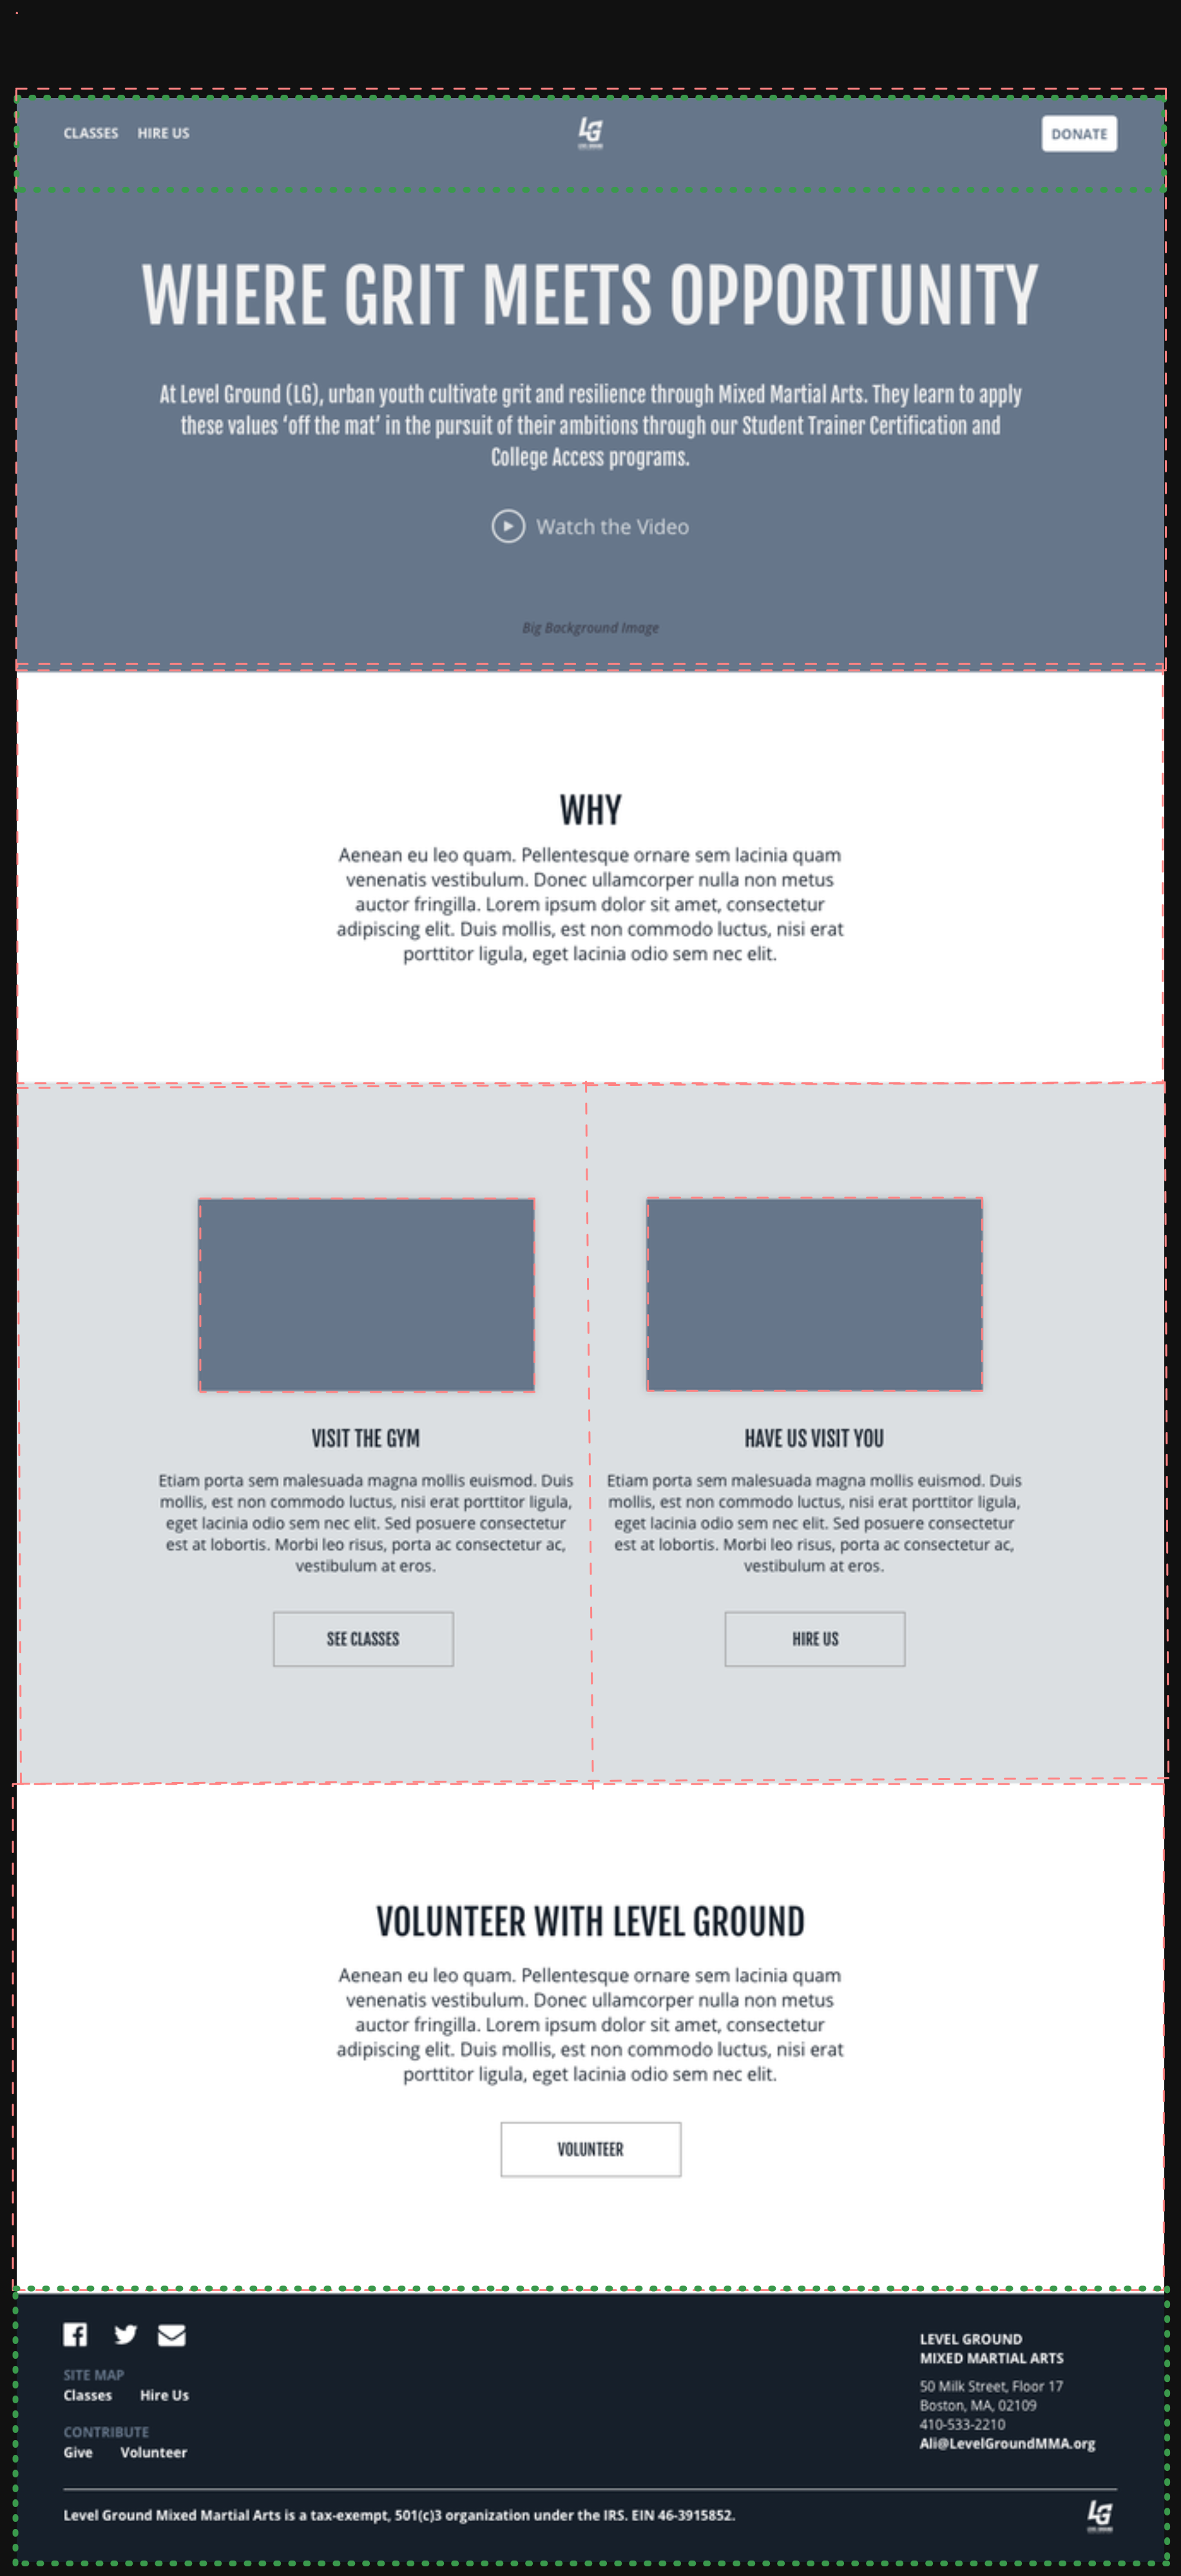 CLASSES HIRE US
LG
DONATE
WHERE GRIT MEETS OPPORTUNITY
At Level Ground (LG), urban youth cultivate grit and resilience through Mixed Martial Arts. They learn to apply
these values ‘off the mat’ in the pursuit of their ambitions through our Student Trainer Certification and
College Access programs.
Watch the Video
Big Background Image
WHY
Aenean eu leo quam. Pellentesque ornare sem lacinia quam
venenatis vestibulum. Donec ullamcorper nulla non metus
auctor fringilla. Lorem ipsum dolor sit amet, consectetur
adipiscing elit. Duis mollis, est non commodo luctus, nisi erat
porttitor ligula, eget lacinia odio sem nec elit.
VISIT THE GYM
Etiam porta sem malesuada magna mollis euismod. Duis
mollis, est non commodo luctus, nisi erat porttitor ligula,
eget lacinia odio sem nec elit. Sed posuere consectetur
est at lobortis. Morbi leo risus, porta ac consectetur ac,
vestibulum at eros.
SEE CLASSES
HAVE US VISIT YOU
Etiam porta sem malesuada magna mollis euismod. Duis
mollis, est non commodo luctus, nisi erat porttitor ligula,
eget lacinia odio sem nec elit. Sed posuere consectetur
est at lobortis. Morbi leo risus, porta ac consectetur ac,
vestibulum at eros.
HIRE US
VOLUNTEER WITH LEVEL GROUND
Aenean eu leo quam. Pellentesque ornare sem lacinia quam
venenatis vestibulum. Donec ullamcorper nulla non metus
auctor fringilla. Lorem ipsum dolor sit amet, consectetur
adipiscing elit. Duis mollis, est non commodo luctus, nisi erat
porttitor ligula, eget lacinia odio sem nec elit.
VOLUNTEER
SITE MAP
Classes Hire Us
CONTRIBUTE
Give Volunteer
LEVEL GROUND
MIXED MARTIAL ARTS
50 Milk Street, Floor 17
Boston, MA, 02109
410-533-2210
Ali@LevelGroundMMA.org
Level Ground Mixed Martial Arts is a tax-exempt, 501(c)3 organization under the IRS. EIN 46-3915852.
LG